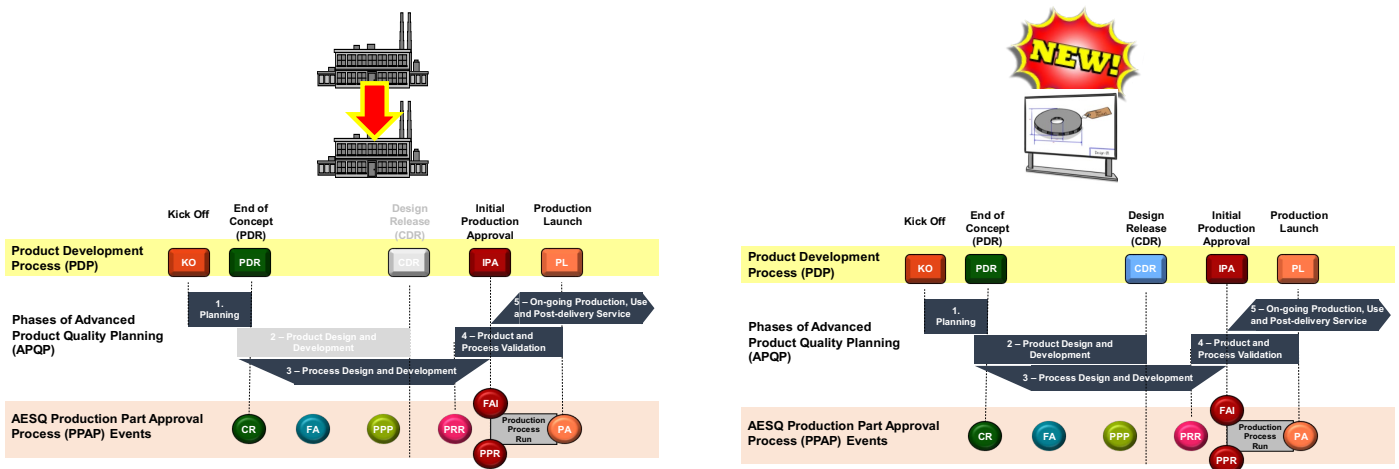 Kick Off
End of
Concept
(PDR)
Design
Release
(CDR)
Initial
Production
Approval
Production
Launch
Product Development
Process (PDP)
KO
PDR
CDR
IPA
PL
Phases of Advanced
Product Quality Planning
(APQP)
1.
Planning
5 – On-going Production, Use
and Post-delivery Service
2 – Product Design and
Development
4 – Product and
Process Validation
3 – Process Design and Development
AESQ Production Part Approval
Process (PPAP) Events
CR
FA
PPP
PRR
FAI
PPR
Production
Process
Run
PA
NEW!
Kick Off
End of
Concept
(PDR)
Design
Release
(CDR)
Initial
Production
Approval
Production
Launch
Product Development
Process (PDP)
KO
PDR
CDR
IPA
PL
Phases of Advanced
Product Quality Planning
(APQP)
1.
Planning
5 – On-going Production, Use
and Post-delivery Service
2 – Product Design and
Development
4 – Product and
Process Validation
3 – Process Design and Development
AESQ Production Part Approval
Process (PPAP) Events
CR
FA
PPP
PRR
FAI
PPR
Production
Process
Run
PA